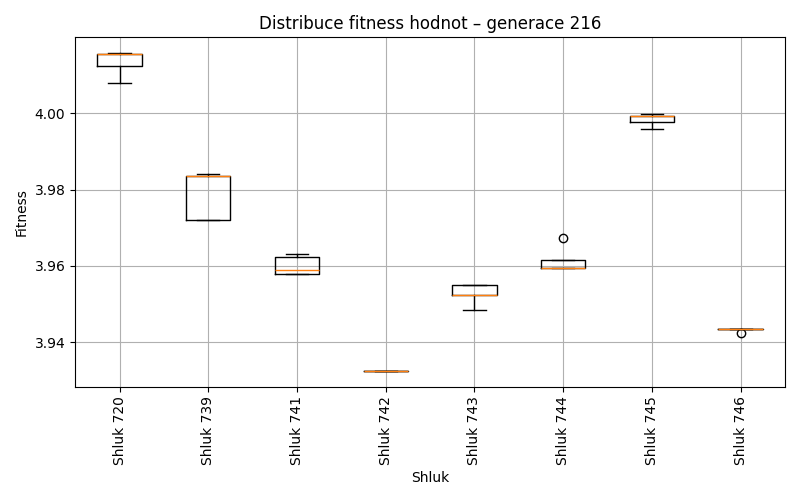 Distribuce fitness hodnot – generace 216
Fitness
4.00
3.98
3.96
3.94
Shluk 720
Shluk 739
Shluk 741
Shluk 742
Shluk 743
Shluk 744
Shluk 745
Shluk 746
Shluk